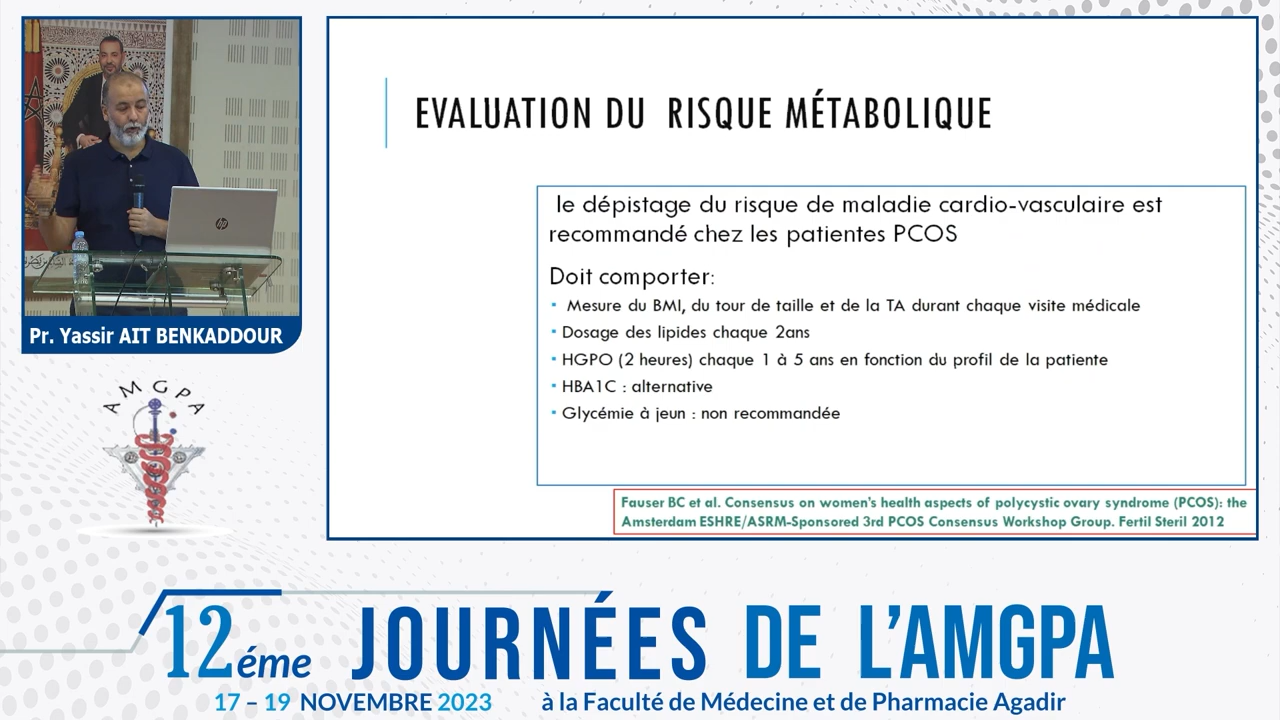 EVALUATION DU RISQUE MÉTABOLIQUE
le dépistage du risque de maladie cardio-vasculaire est
recommandé chez les patientes PCOS
Doit comporter:
▪ Mesure du BMI, du tour de taille et de la TA durant chaque visite médicale
▪ Dosage des lipides chaque 2ans
▪ HGPO (2 heures) chaque 1 à 5 ans en fonction du profil de la patiente
▪ HBA1C : alternative
▪ Glycémie à jeun : non recommandée
Fauser BC et al. Consensus on women's health aspects of polycystic ovary syndrome (PCOS): the
Amsterdam ESHRE/ASRM-Sponsored 3rd PCOS Consensus Workshop Group. Fertil Steril 2012
hp
Pr. Yassir AIT BENKADDOUR
AMGPA
12éme JOURNÉES DE L'AMGPA
17 – 19 NOVEMBRE 2023 à la Faculté de Médecine et de Pharmacie Agadir